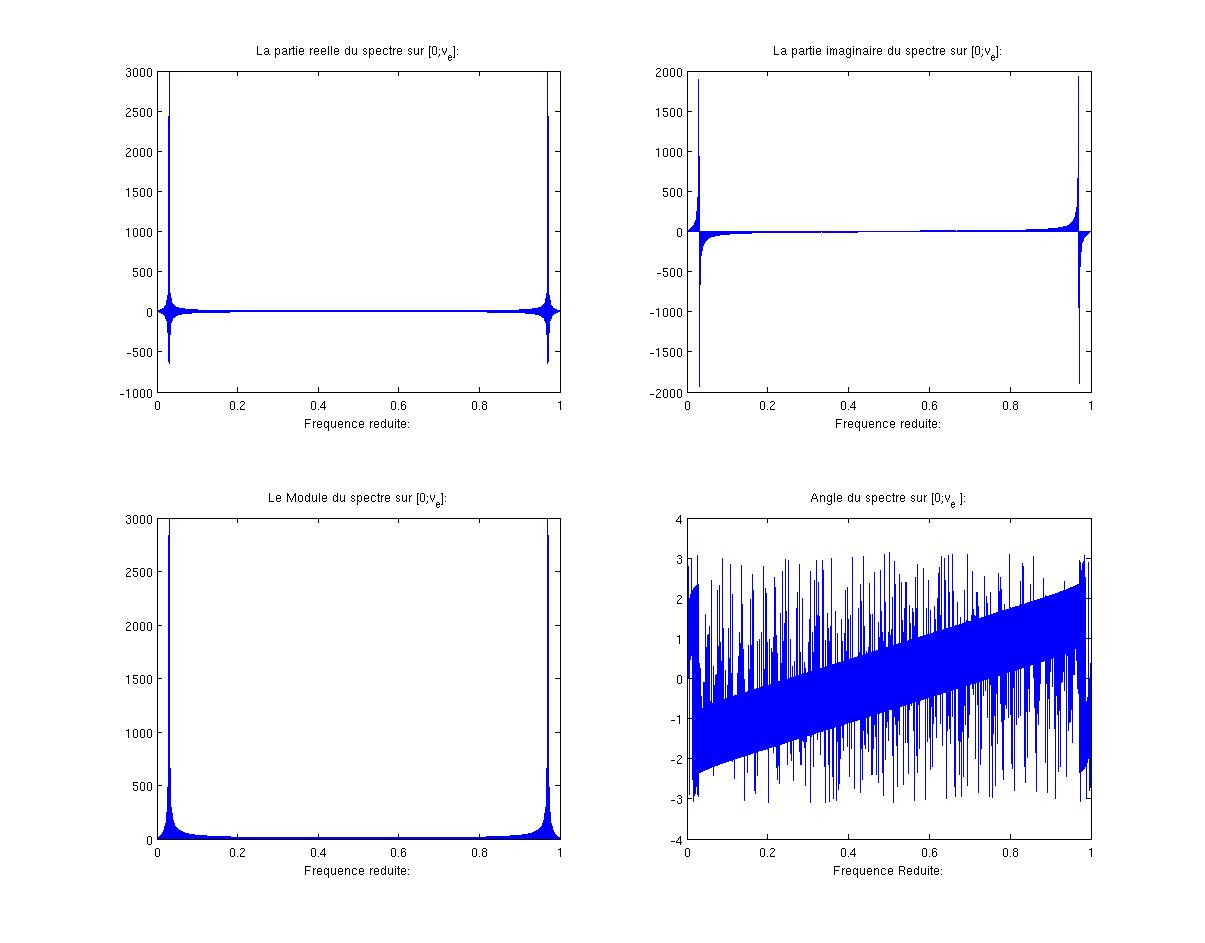 La partie reelle du spectre sur [0;νe]:
3000
2500
2000
1500
1000
500
0
-500
-1000
0 0.2 0.4 0.6 0.8 1
Frequence reduite:
La partie imaginaire du spectre sur [0;νe]:
2000
1500
1000
500
0
-500
-1000
-1500
-2000
0 0.2 0.4 0.6 0.8 1
Frequence reduite:
Le Module du spectre sur [0;νe]:
3000
2500
2000
1500
1000
500
0
0 0.2 0.4 0.6 0.8 1
Frequence reduite:
Angle du spectre sur [0;νe ]:
4
3
2
1
0
-1
-2
-3
-4
0 0.2 0.4 0.6 0.8 1
Frequence Reduite: